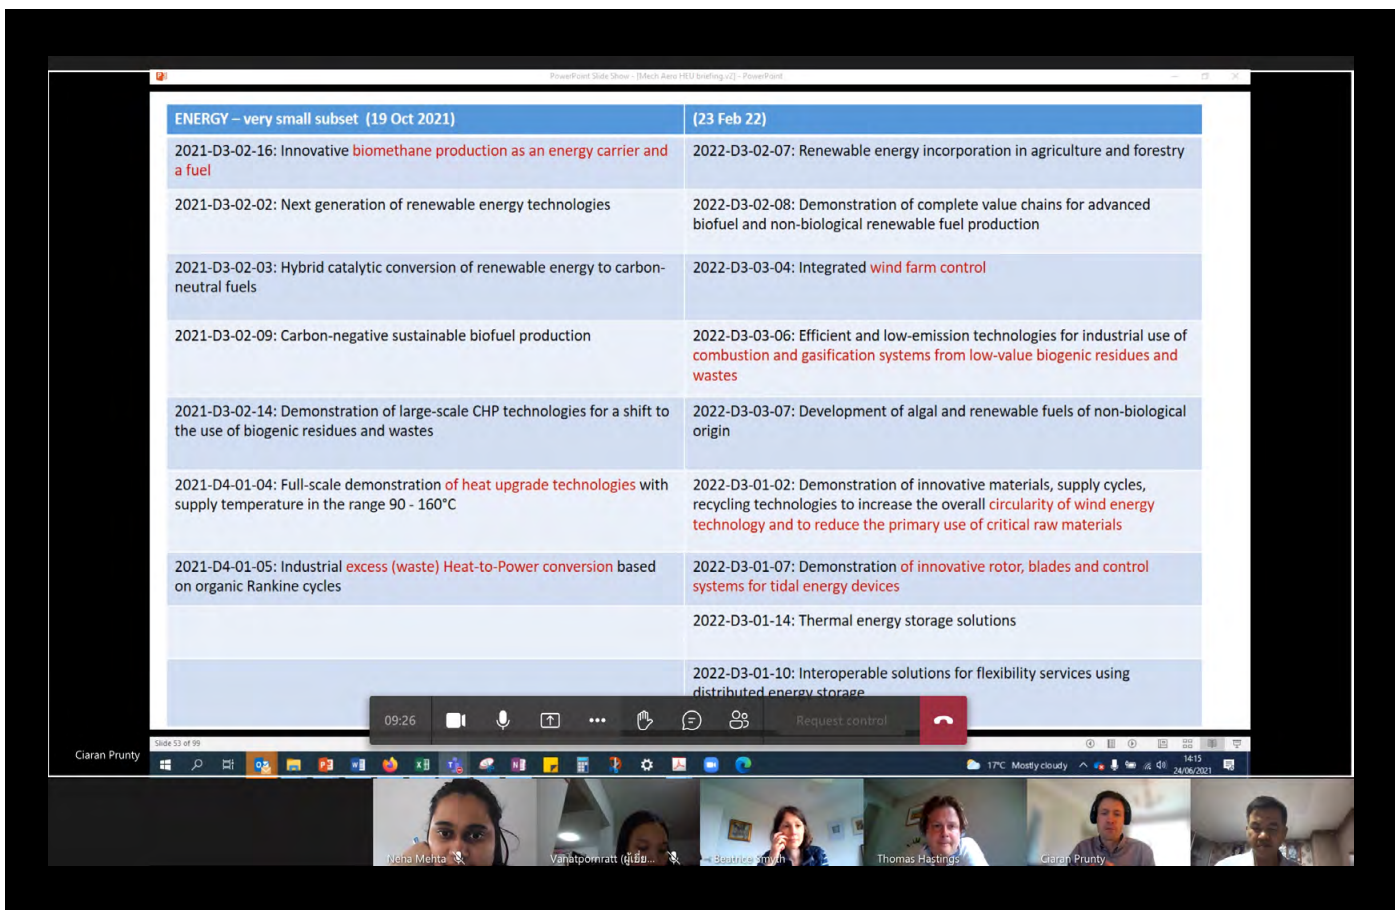 PowerPoint Slide Show - [Mech Aero HEU briefing.v2] - PowerPoint
ENERGY – very small subset (19 Oct 2021)
(23 Feb 22)
2021-D3-02-16: Innovative biomethane production as an energy carrier and
a fuel
2022-D3-02-07: Renewable energy incorporation in agriculture and forestry
2021-D3-02-02: Next generation of renewable energy technologies
2022-D3-02-08: Demonstration of complete value chains for advanced
biofuel and non-biological renewable fuel production
2021-D3-02-03: Hybrid catalytic conversion of renewable energy to carbon-
neutral fuels
2022-D3-03-04: Integrated wind farm control
2021-D3-02-09: Carbon-negative sustainable biofuel production
2022-D3-03-06: Efficient and low-emission technologies for industrial use of
combustion and gasification systems from low-value biogenic residues and
wastes
2021-D3-02-14: Demonstration of large-scale CHP technologies for a shift to
the use of biogenic residues and wastes
2022-D3-03-07: Development of algal and renewable fuels of non-biological
origin
2021-D4-01-04: Full-scale demonstration of heat upgrade technologies with
supply temperature in the range 90 - 160°C
2022-D3-01-02: Demonstration of innovative materials, supply cycles,
recycling technologies to increase the overall circularity of wind energy
technology and to reduce the primary use of critical raw materials
2021-D4-01-05: Industrial excess (waste) Heat-to-Power conversion based
on organic Rankine cycles
2022-D3-01-07: Demonstration of innovative rotor, blades and control
systems for tidal energy devices
2022-D3-01-14: Thermal energy storage solutions
2022-D3-01-10: Interoperable solutions for flexibility services using
distributed energy storage
09:26
Request control
Slide 53 of 99
Ciaran Prunty
17°C Mostly cloudy
14:15
24/06/2021
Neha Mehta
Vanatpornratt
Beatrice Smyth
Thomas Hastings
Ciaran Prunty